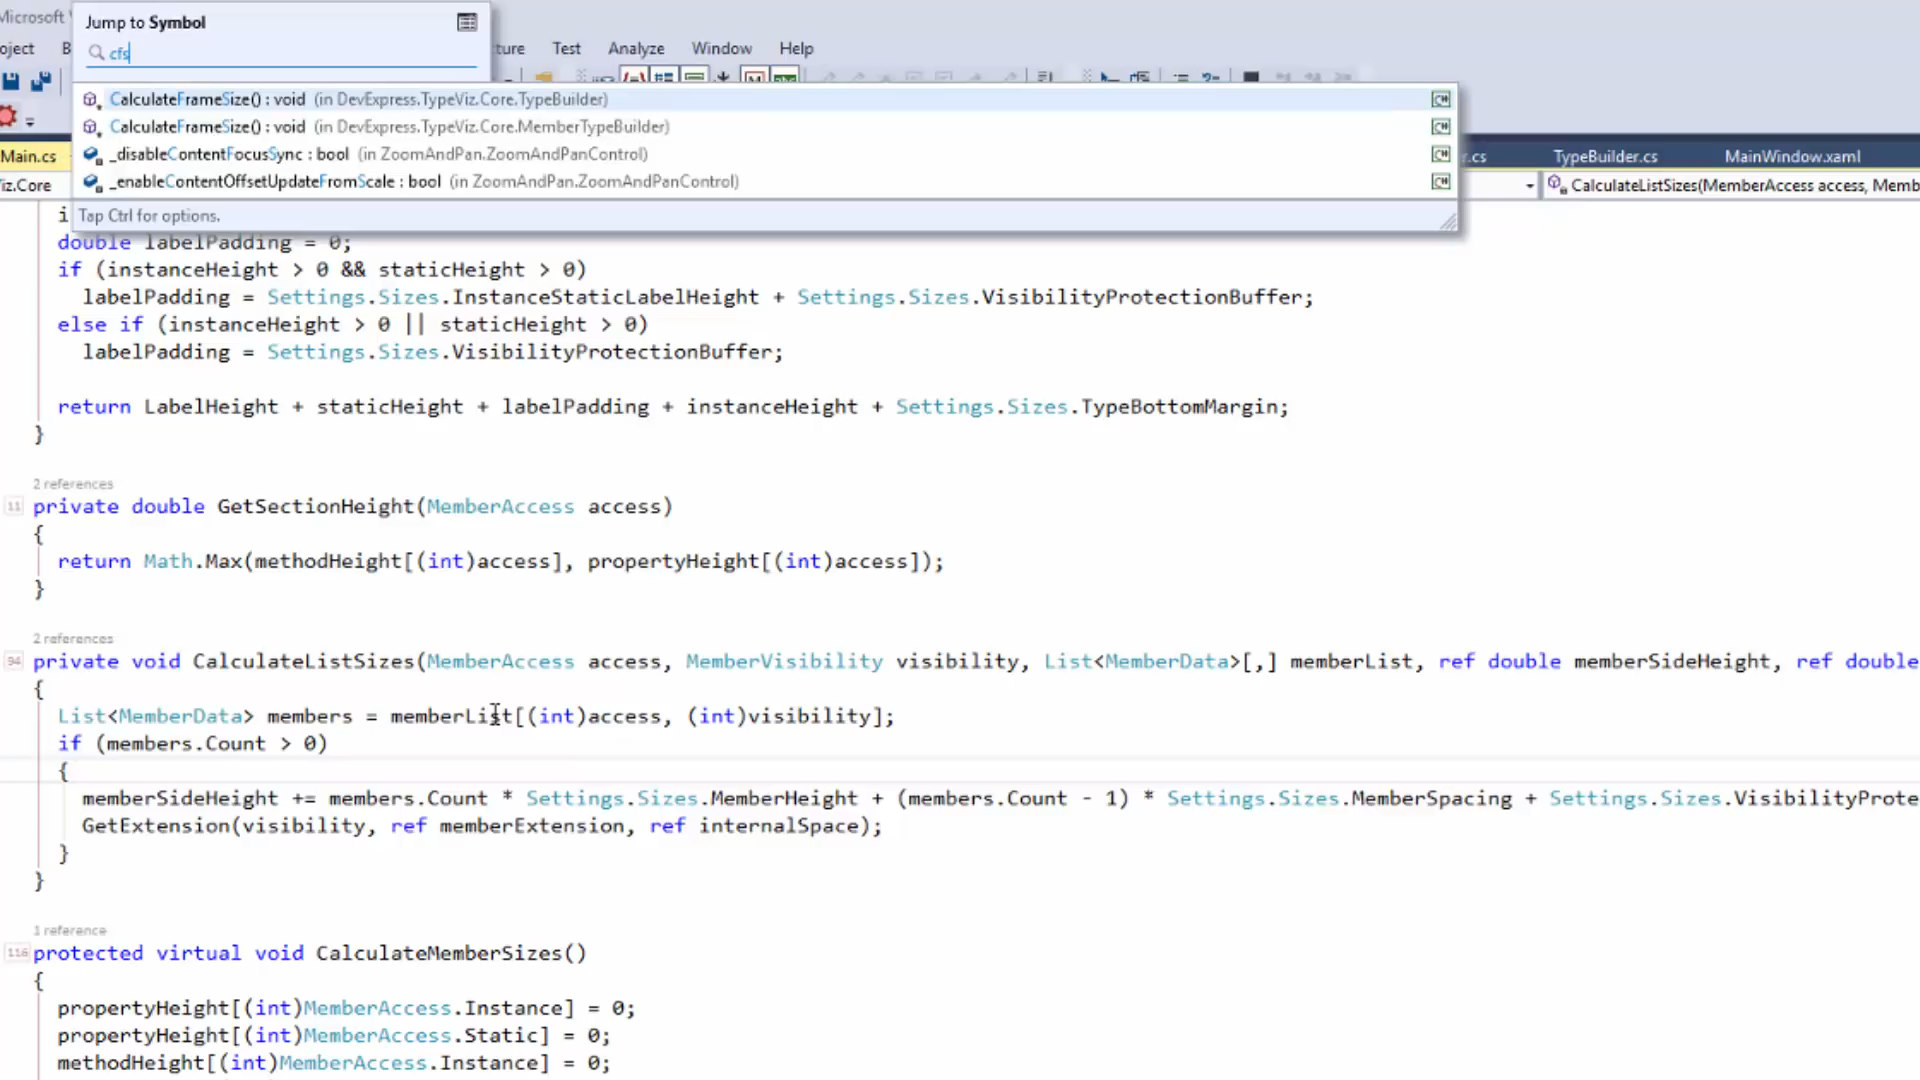 Microsoft
Jump to Symbol
cfs
oject
B
ture Test Analyze Window Help
CalculateFrameSize() : void (in DevExpress.TypeViz.Core.TypeBuilder)
CalculateFrameSize() : void (in DevExpress.TypeViz.Core.MemberTypeBuilder)
_disableContentFocusSync : bool (in ZoomAndPan.ZoomAndPanControl)
_enableContentOffsetUpdateFromScale : bool (in ZoomAndPan.ZoomAndPanControl)
Tap Ctrl for options.
Main.cs
r.cs TypeBuilder.cs MainWindow.xaml
iz.Core
CalculateListSizes(MemberAccess access, Memb
i
double labelPadding = 0;
if (instanceHeight > 0 && staticHeight > 0)
labelPadding = Settings.Sizes.InstanceStaticLabelHeight + Settings.Sizes.VisibilityProtectionBuffer;
else if (instanceHeight > 0 || staticHeight > 0)
labelPadding = Settings.Sizes.VisibilityProtectionBuffer;
return LabelHeight + staticHeight + labelPadding + instanceHeight + Settings.Sizes.TypeBottomMargin;
}
2 references
11 private double GetSectionHeight(MemberAccess access)
{
return Math.Max(methodHeight[(int)access], propertyHeight[(int)access]);
}
2 references
94 private void CalculateListSizes(MemberAccess access, MemberVisibility visibility, List<MemberData>[,] memberList, ref double memberSideHeight, ref double
{
List<MemberData> members = memberList[(int)access, (int)visibility];
if (members.Count > 0)
{
memberSideHeight += members.Count * Settings.Sizes.MemberHeight + (members.Count - 1) * Settings.Sizes.MemberSpacing + Settings.Sizes.VisibilityProte
GetExtension(visibility, ref memberExtension, ref internalSpace);
}
}
1 reference
116 protected virtual void CalculateMemberSizes()
{
propertyHeight[(int)MemberAccess.Instance] = 0;
propertyHeight[(int)MemberAccess.Static] = 0;
methodHeight[(int)MemberAccess.Instance] = 0;